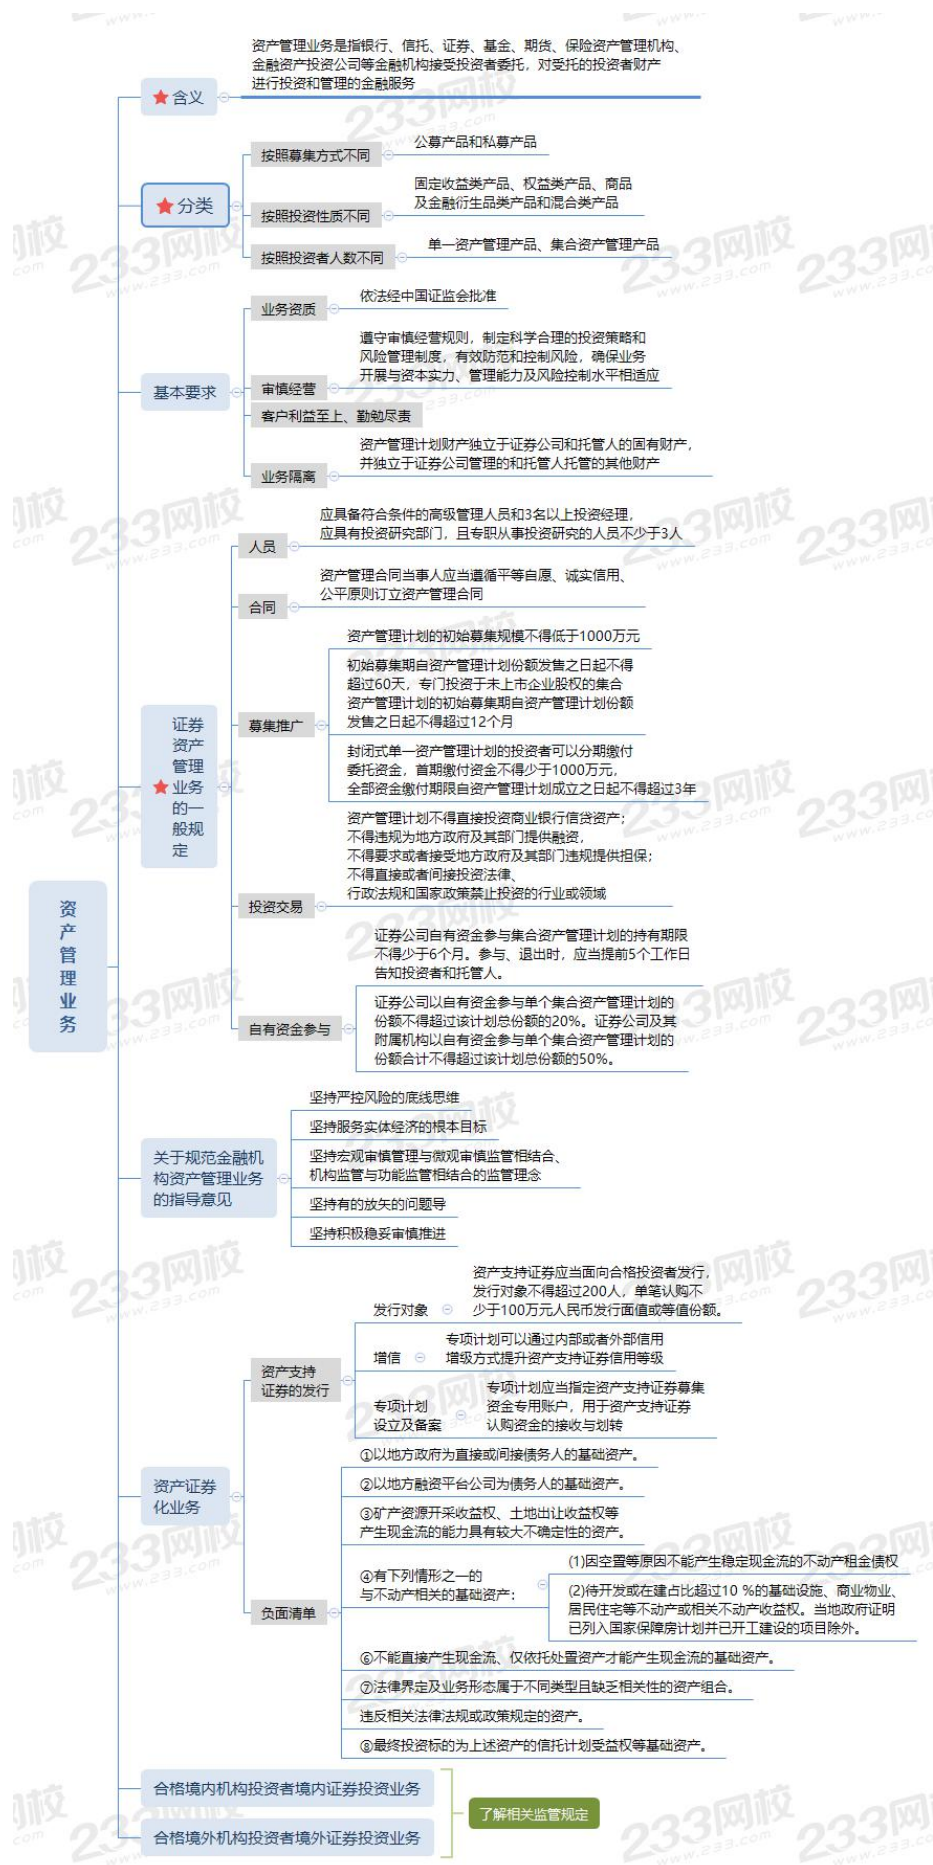 资产管理业务是指银行、信托、证券、基金、期货、保险资产管理机构、
金融资产投资公司等金融机构接受投资者委托，对受托的投资者财产
进行投资和管理的金融服务
含义
分类
按照募集方式不同
公募产品和私募产品
按照投资性质不同
固定收益类产品、权益类产品、商品
及金融衍生品类产品和混合类产品
按照投资者人数不同
单一资产管理产品、集合资产管理产品
基本要求
业务资质
依法经中国证监会批准
审慎经营
遵守审慎经营规则，制定科学合理的投资策略和
风险管理制度，有效防范和控制风险，确保业务
开展与资本实力、管理能力及风险控制水平相适应
客户利益至上、勤勉尽责
业务隔离
资产管理计划财产独立于证券公司和托管人的固有财产，
并独立于证券公司管理的和托管人托管的其他财产
证券
资产
管理
业务
的一
般规
定
人员
应具备符合条件的高级管理人员和3名以上投资经理，
应具有投资研究部门，且专职从事投资研究的人员不少于3人
合同
资产管理合同当事人应当遵循平等自愿、诚实信用、
公平原则订立资产管理合同
募集推广
资产管理计划的初始募集规模不得低于1000万元
初始募集期自资产管理计划份额发售之日起不得
超过60天，专门投资于未上市企业股权的集合
资产管理计划的初始募集期自资产管理计划份额
发售之日起不得超过12个月
封闭式单一资产管理计划的投资者可以分期缴付
委托资金，首期缴付资金不得少于1000万元，
全部资金缴付期限自资产管理计划成立之日起不得超过3年
投资交易
资产管理计划不得直接投资商业银行信贷资产；
不得违规为地方政府及其部门提供融资，
不得要求或者接受地方政府及其部门违规提供担保；
不得直接或者间接投资法律、
行政法规和国家政策禁止投资的行业或领域
自有资金参与
证券公司自有资金参与集合资产管理计划的持有期限
不得少于6个月。参与、退出时，应当提前5个工作日
告知投资者和托管人。
证券公司以自有资金参与单个集合资产管理计划的
份额不得超过该计划总份额的20%。证券公司及其
附属机构以自有资金参与单个集合资产管理计划的
份额合计不得超过该计划总份额的50%。
资
产
管
理
业
务
关于规范金融机
构资产管理业务
的指导意见
坚持严控风险的底线思维
坚持服务实体经济的根本目标
坚持宏观审慎管理与微观审慎监管相结合、
机构监管与功能监管相结合的监管理念
坚持有的放矢的问题导
坚持积极稳妥审慎推进
资产证券
化业务
资产支持
证券的发行
发行对象
资产支持证券应当面向合格投资者发行，
发行对象不得超过200人，单笔认购不
少于100万元人民币发行面值或等值份额。
增信
专项计划可以通过内部或者外部信用
增级方式提升资产支持证券信用等级
专项计划
设立及备案
专项计划应当指定资产支持证券募集
资金专用账户，用于资产支持证券
认购资金的接收与划转
负面清单
①以地方政府为直接或间接债务人的基础资产。
②以地方融资平台公司为债务人的基础资产。
③矿产资源开采收益权、土地出让收益权等
产生现金流的能力具有较大不确定性的资产。
④有下列情形之一的
与不动产相关的基础资产：
(1)因空置等原因不能产生稳定现金流的不动产租金债权
(2)待开发或在建占比超过10 %的基础设施、商业物业、
居民住宅等不动产或相关不动产收益权。当地政府证明
已列入国家保障房计划并已开工建设的项目除外。
⑥不能直接产生现金流、仅依托处置资产才能产生现金流的基础资产。
⑦法律界定及业务形态属于不同类型且缺乏相关性的资产组合。
违反相关法律法规或政策规定的资产。
⑧最终投资标的为上述资产的信托计划受益权等基础资产。
合格境内机构投资者境内证券投资业务
合格境外机构投资者境外证券投资业务
了解相关监管规定
233网校
www.233.com